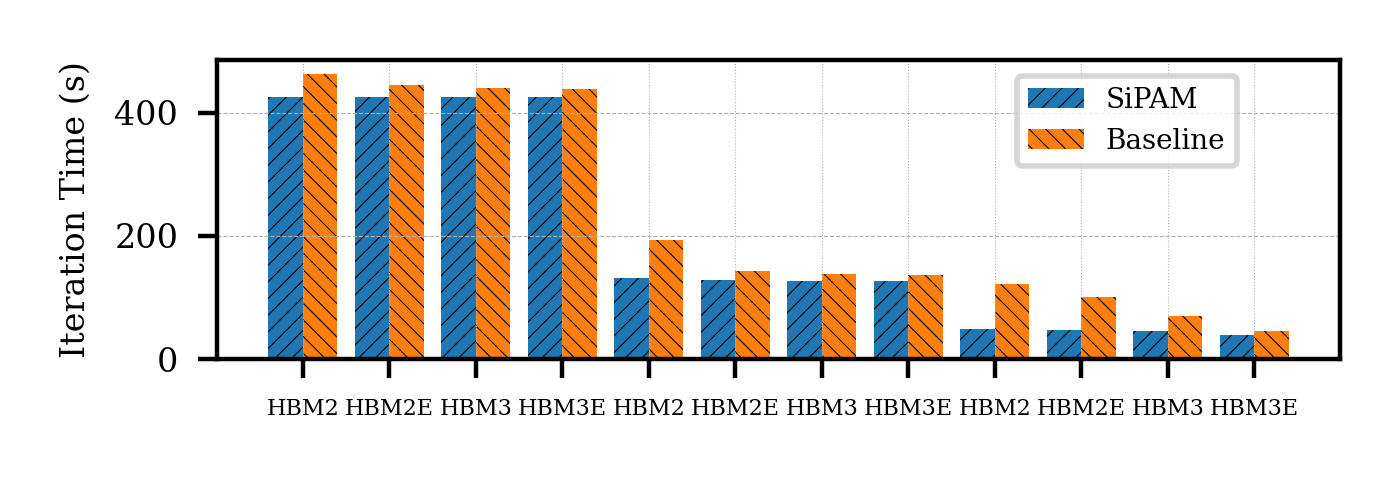 Iteration Time (s)
400
200
0
SiPAM
Baseline
HBM2 HBM2E HBM3 HBM3E HBM2 HBM2E HBM3 HBM3E HBM2 HBM2E HBM3 HBM3E